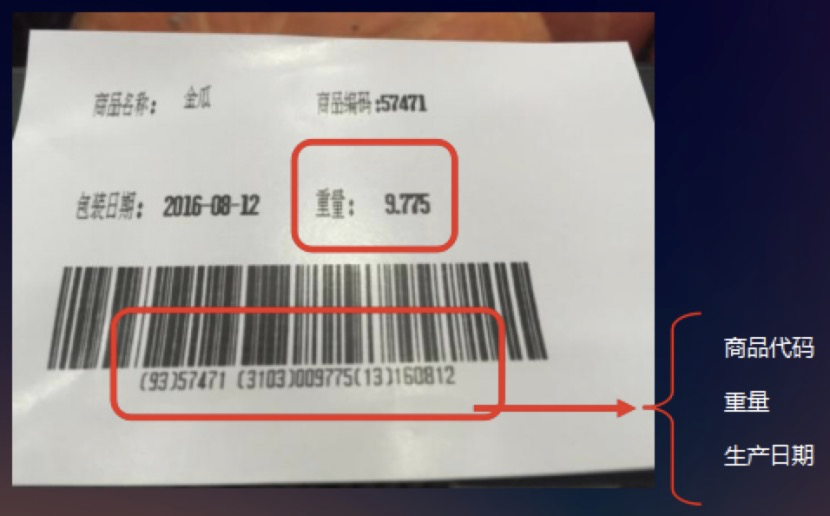 商品名称： 金瓜 商品编码:57471
包装日期： 2016-08-12 重量： 9.775
(93)57471 (3103)009775(13)160812
商品代码
重量
生产日期